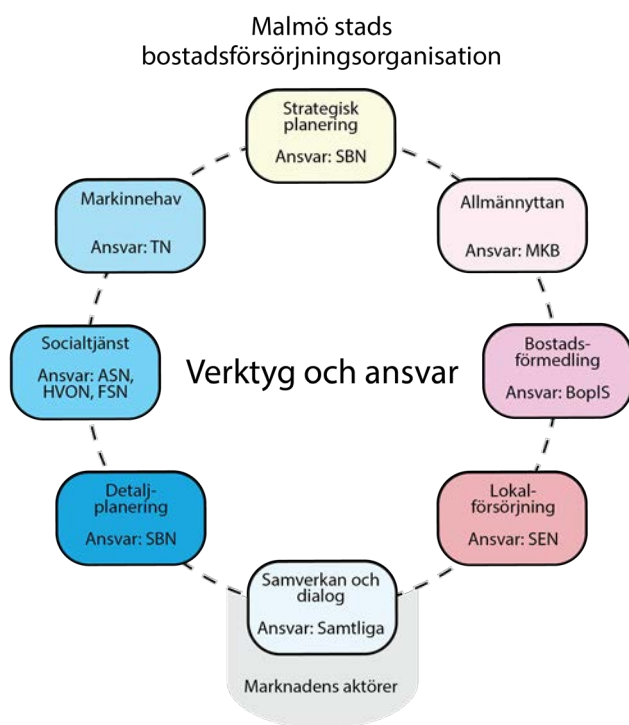 Malmö stads
bostadsförsörjningsorganisation
Strategisk
planering
Ansvar: SBN
Markinnehav
Ansvar: TN
Allmännyttan
Ansvar: MKB
Socialtjänst
Ansvar: ASN,
HVON, FSN
Verktyg och ansvar
Bostads-
förmedling
Ansvar: BoplS
Detalj-
planering
Ansvar: SBN
Lokal-
försörjning
Ansvar: SEN
Samverkan och
dialog
Ansvar: Samtliga
Marknadens aktörer